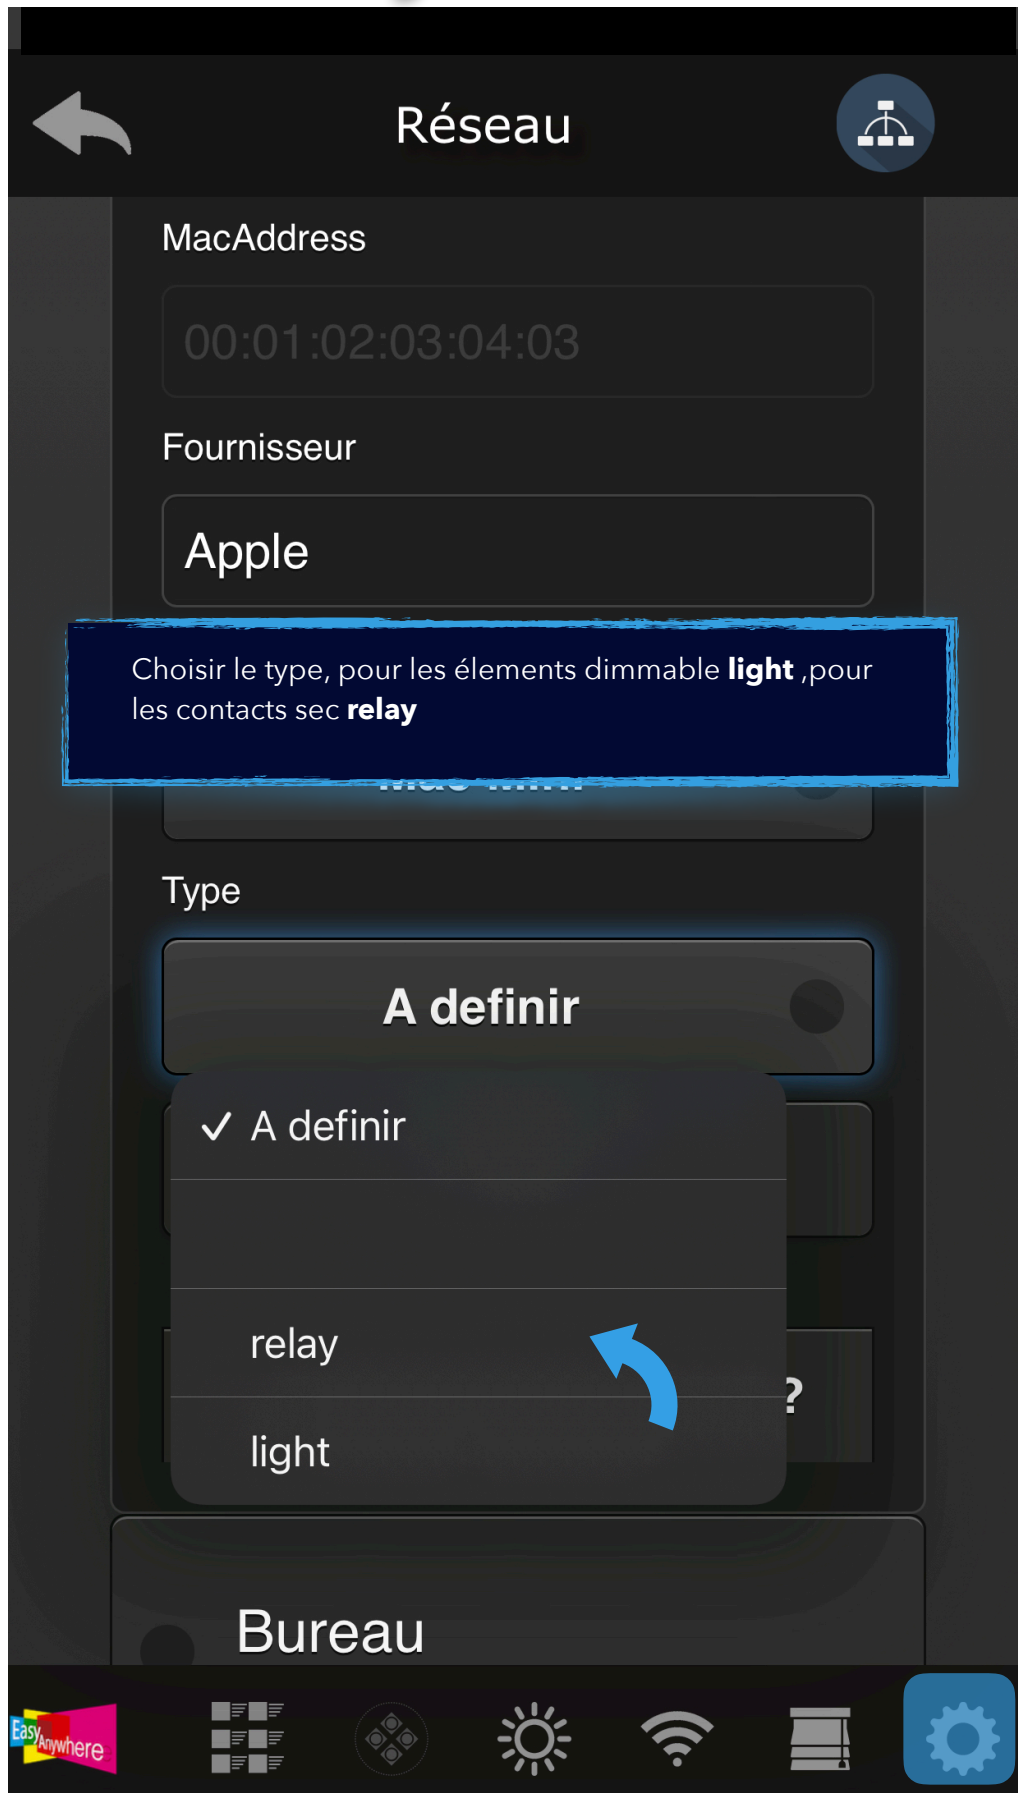 Réseau
MacAddress
00:01:02:03:04:03
Fournisseur
Apple
Choisir le type, pour les élements dimmable light ,pour
les contacts sec relay
Type
A definir
✓ A definir
relay
?
light
Bureau
Easy Anywhere